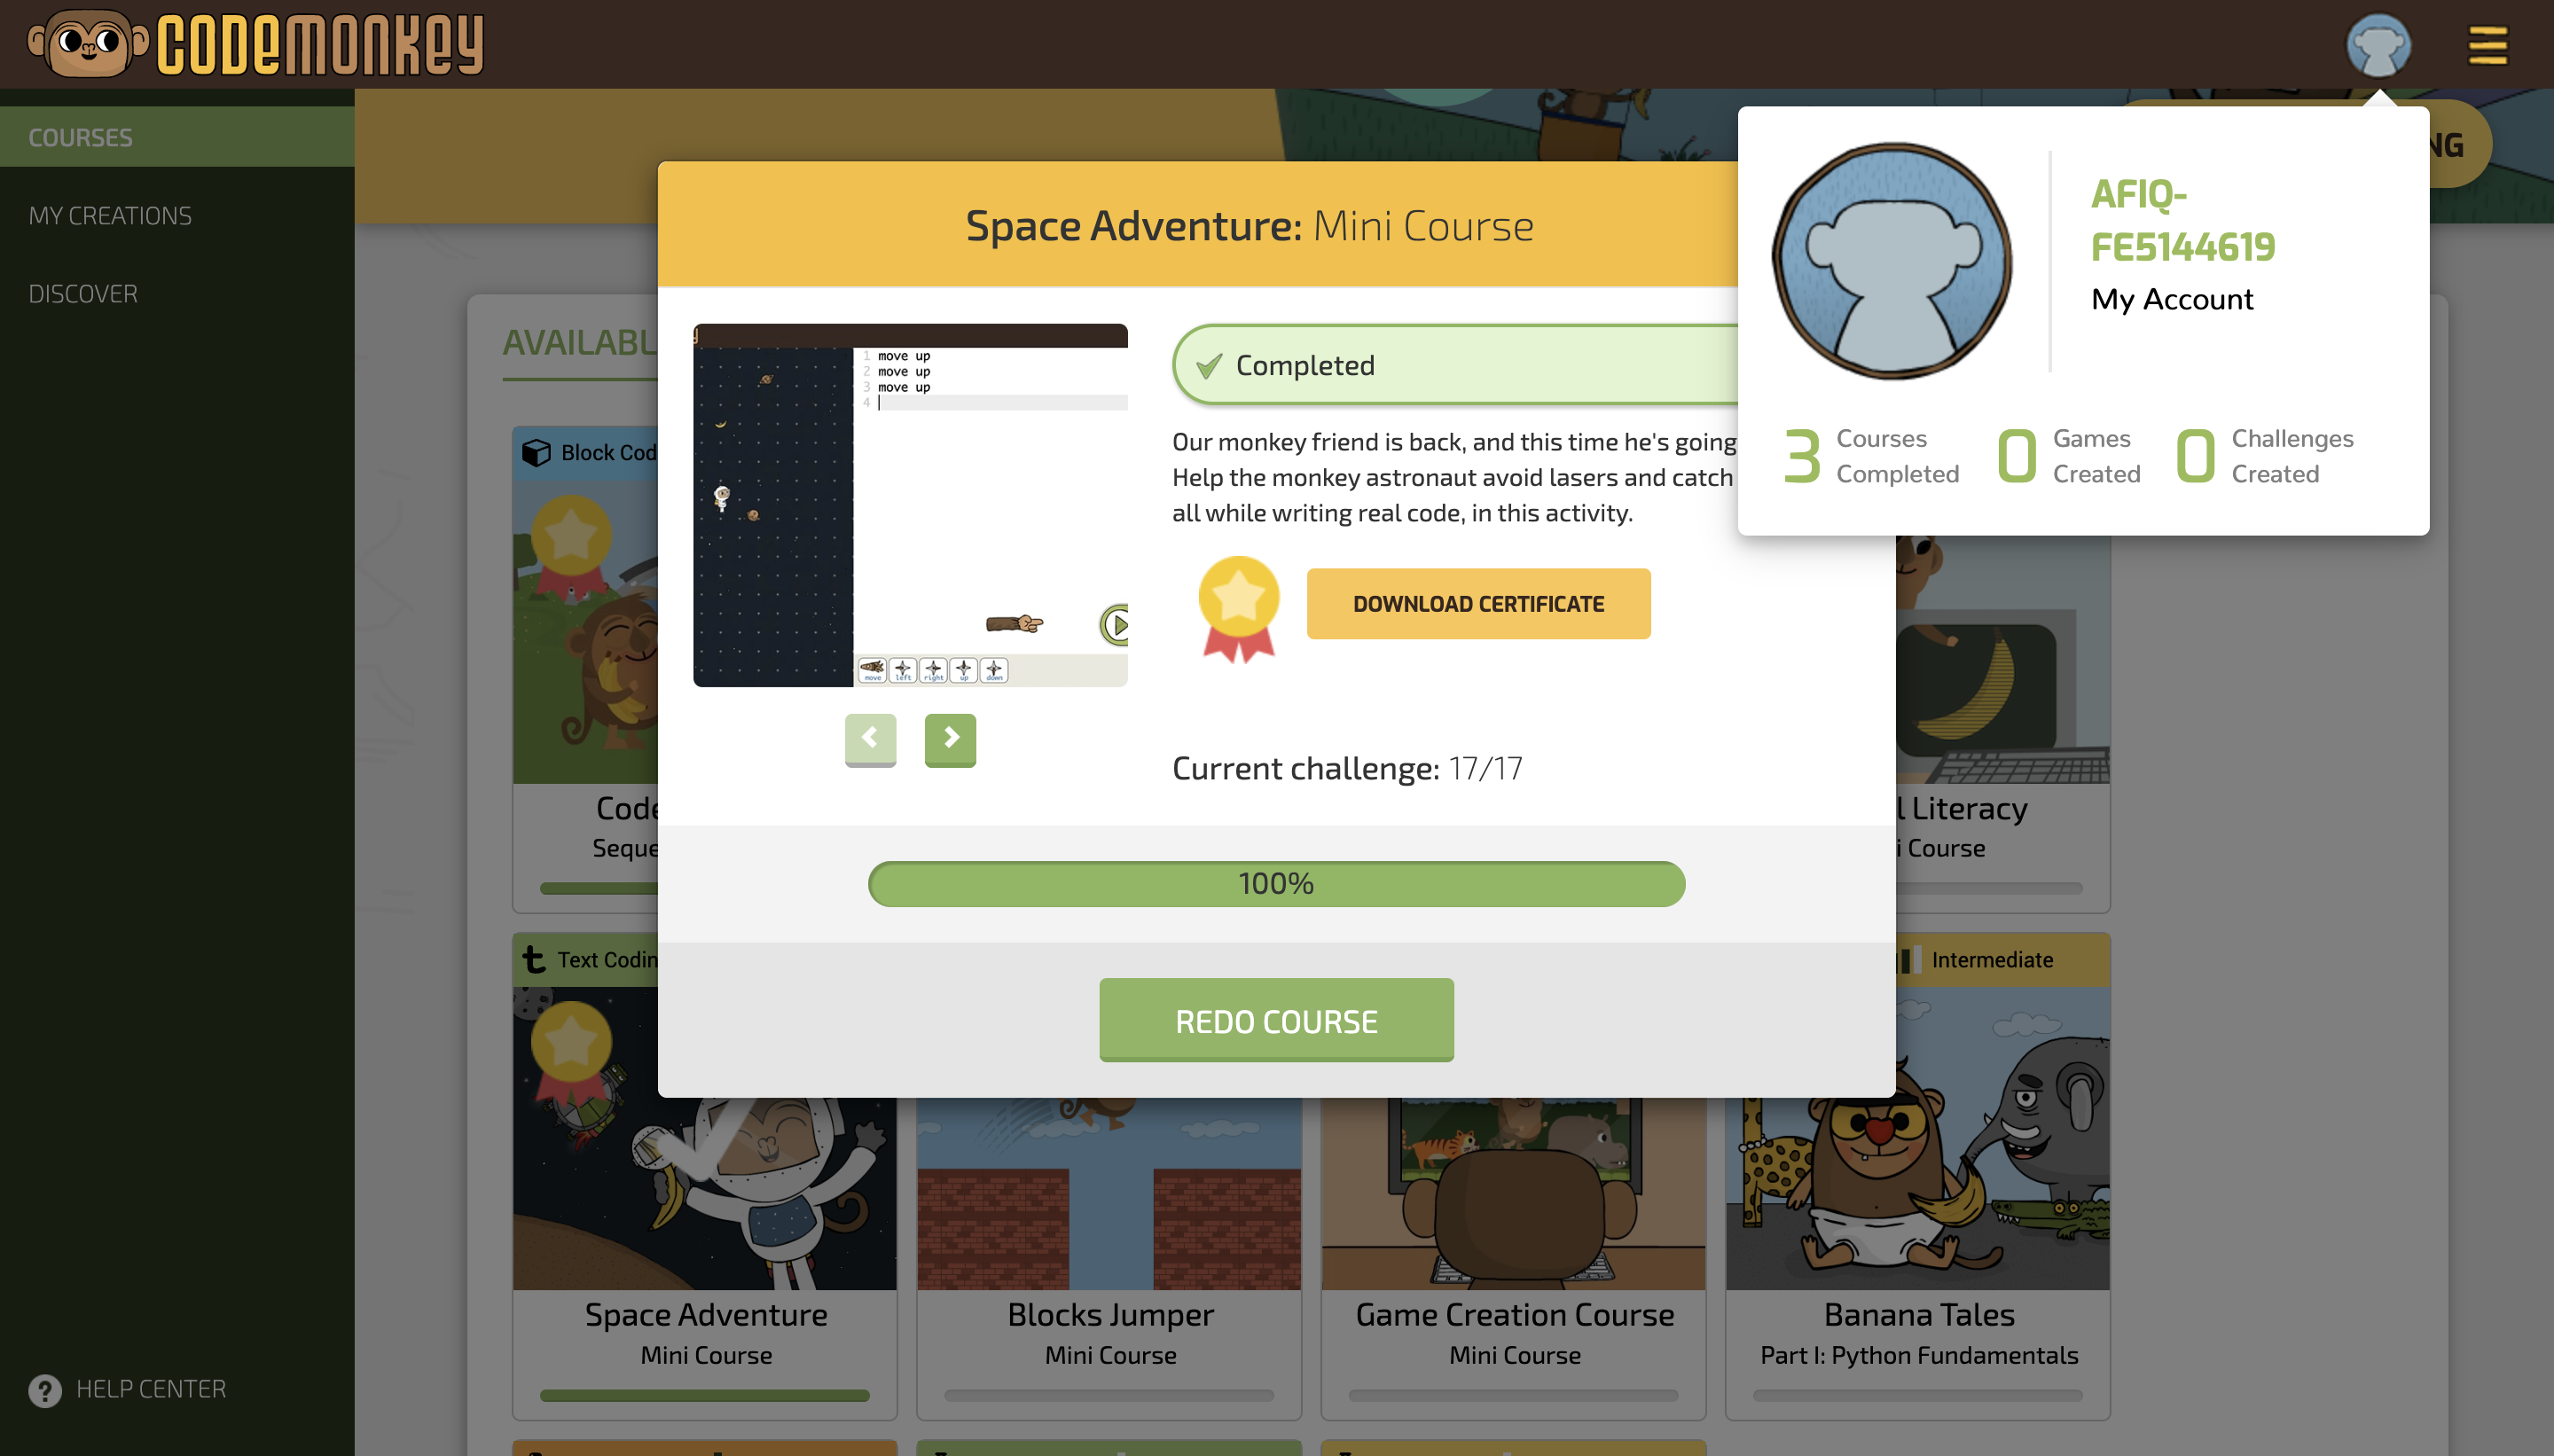 CODEMONKEY
COURSES
MY CREATIONS
DISCOVER
HELP CENTER
NG
AFIQ-
FE5144619
My Account
3 Courses Completed
0 Games Created
0 Challenges Created
Space Adventure: Mini Course
1 move up
2 move up
3 move up
4
move left right up down
Completed
Our monkey friend is back, and this time he's going
Help the monkey astronaut avoid lasers and catch
all while writing real code, in this activity.
DOWNLOAD CERTIFICATE
Current challenge: 17/17
100%
REDO COURSE
AVAILABL
Block Cod
Code
Seque
l Literacy
i Course
Text Codin
Intermediate
Space Adventure
Mini Course
Blocks Jumper
Mini Course
Game Creation Course
Mini Course
Banana Tales
Part I: Python Fundamentals